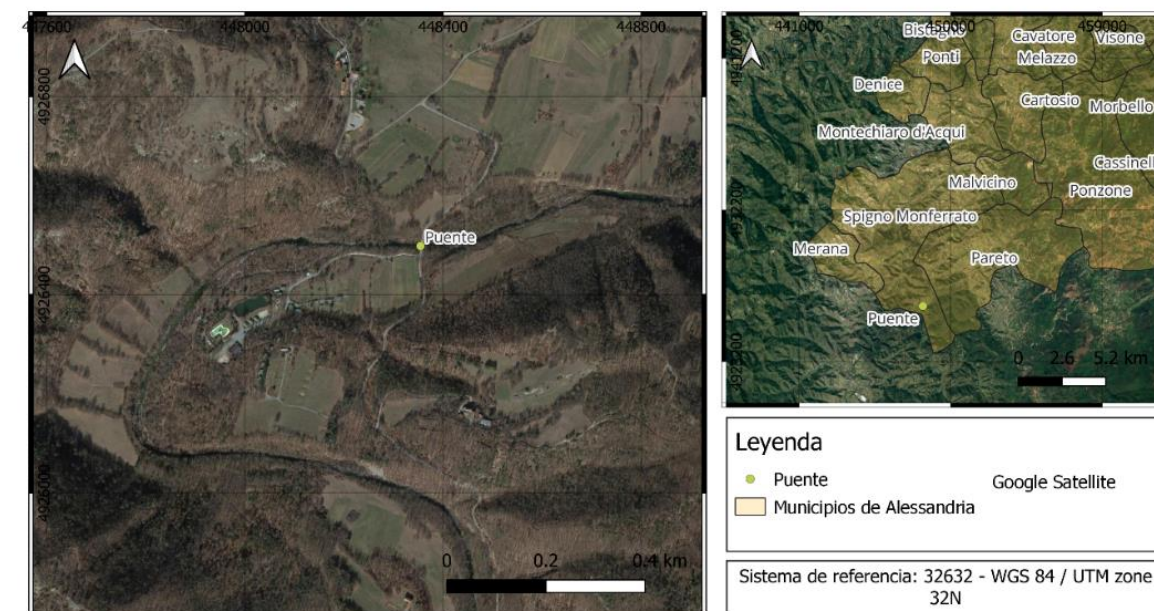 447600
448000
448400
448800
4926800
4926400
4926000
Puente
0
0.2
0.4 km
441000
450000
459000
4941200
4932200
4923200
Bistagno
Cavatore
Visone
Ponti
Melazzo
Denice
Cartosio
Morbello
Montechiaro d'Acqui
Cassinell
Malvicino
Ponzone
Spigno Monferrato
Merana
Pareto
Puente
0
2.6
5.2 km
Leyenda
Puente
Google Satellite
Municipios de Alessandria
Sistema de referencia: 32632 - WGS 84 / UTM zone
32N